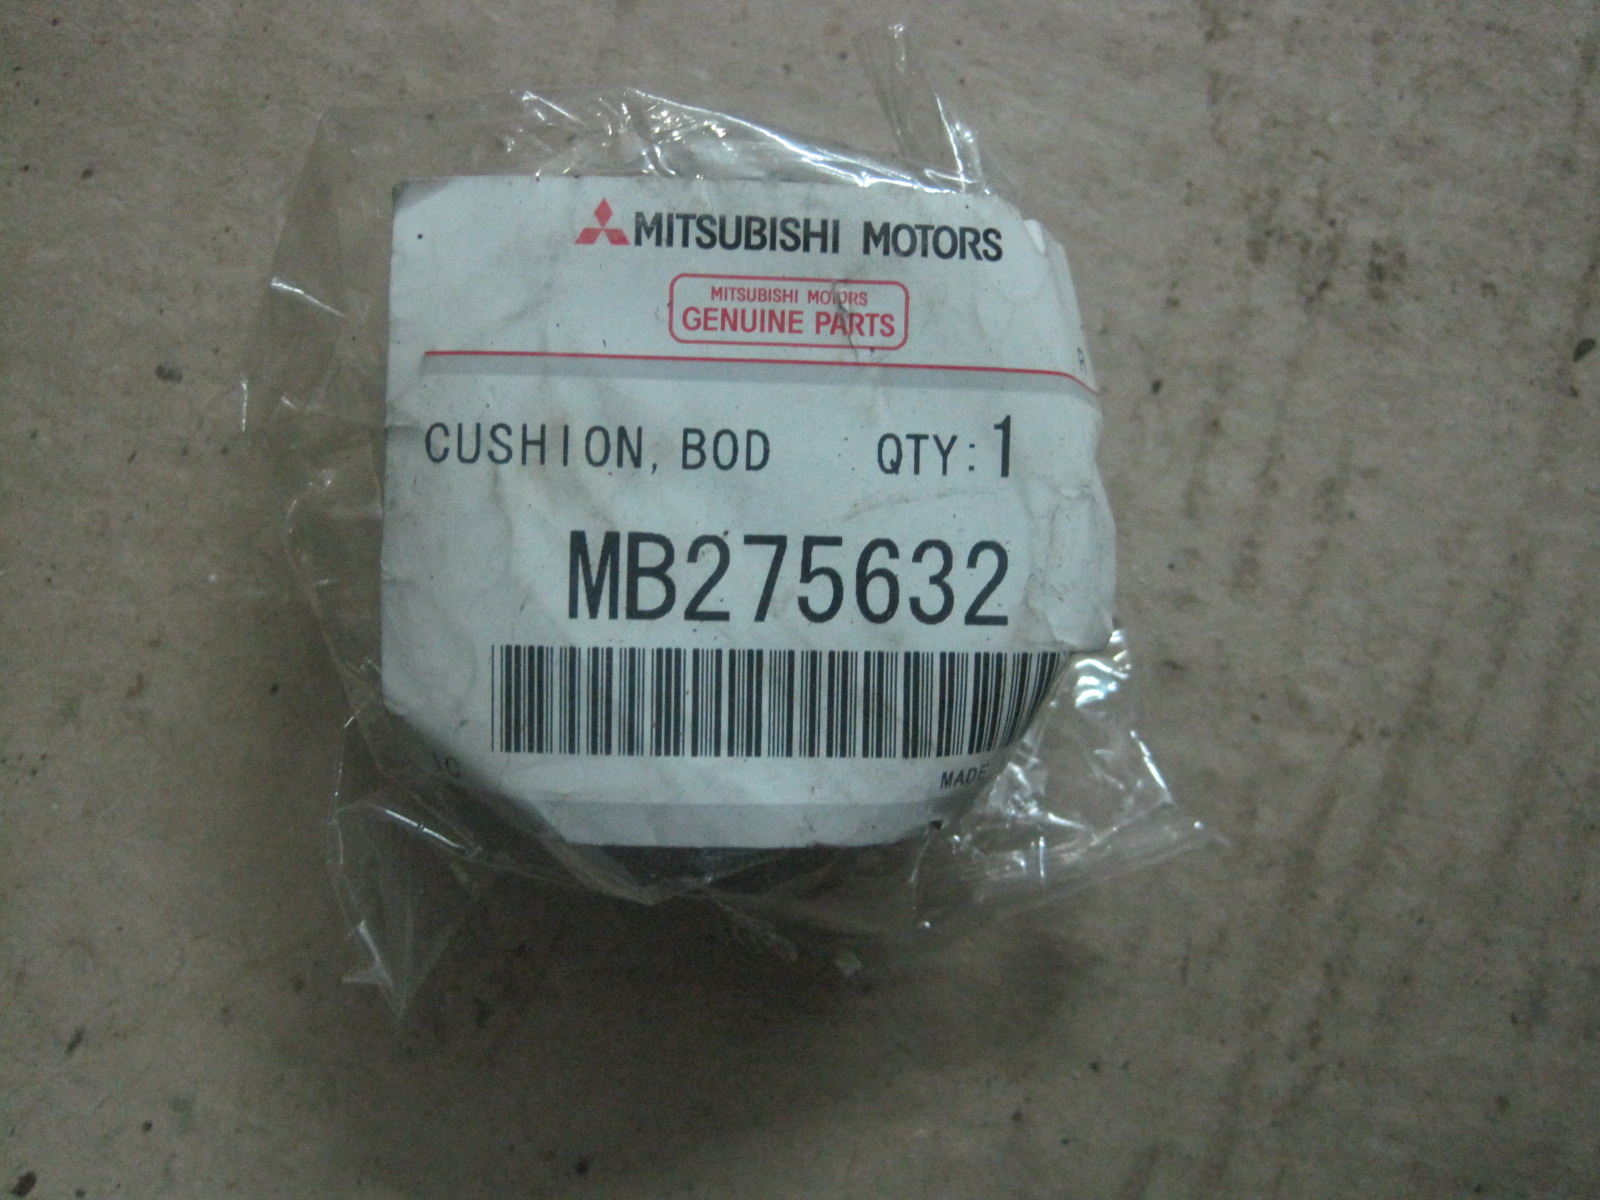 MITSUBISHI MOTORS
MITSUBISHI MOTORS
GENUINE PARTS
R
CUSHION, BOD QTY: 1
MB275632
MADE